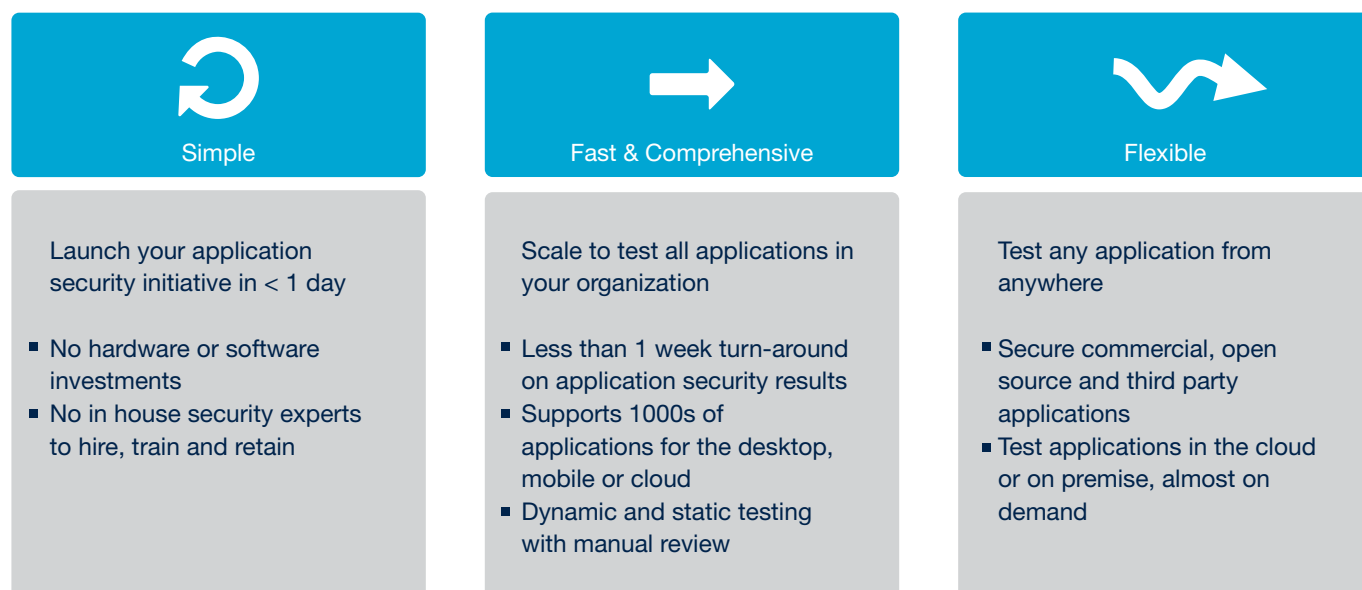 Simple
Launch your application
security initiative in < 1 day
▪ No hardware or software
investments
▪ No in house security experts
to hire, train and retain
Fast & Comprehensive
Scale to test all applications in
your organization
▪ Less than 1 week turn-around
on application security results
▪ Supports 1000s of
applications for the desktop,
mobile or cloud
▪ Dynamic and static testing
with manual review
Flexible
Test any application from
anywhere
▪ Secure commercial, open
source and third party
applications
▪ Test applications in the cloud
or on premise, almost on
demand